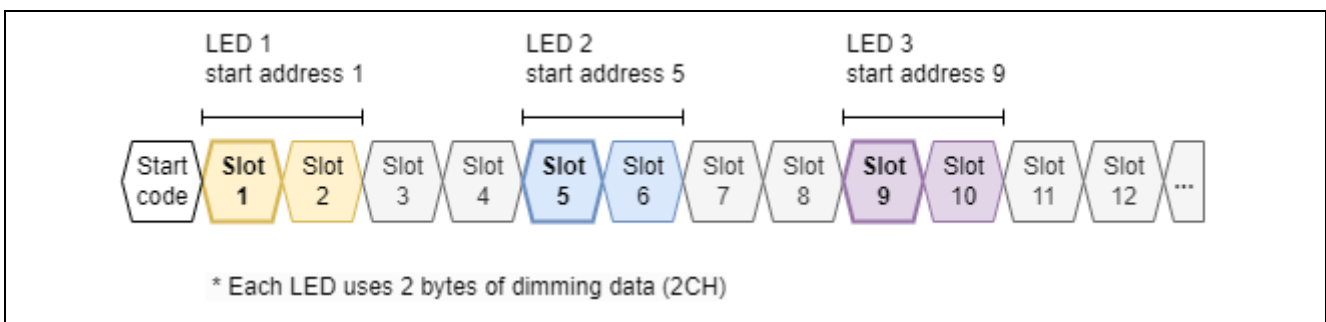 LED 1
start address 1
LED 2
start address 5
LED 3
start address 9
Start
code
Slot
1
Slot
2
Slot
3
Slot
4
Slot
5
Slot
6
Slot
7
Slot
8
Slot
9
Slot
10
Slot
11
Slot
12
...
* Each LED uses 2 bytes of dimming data (2CH)